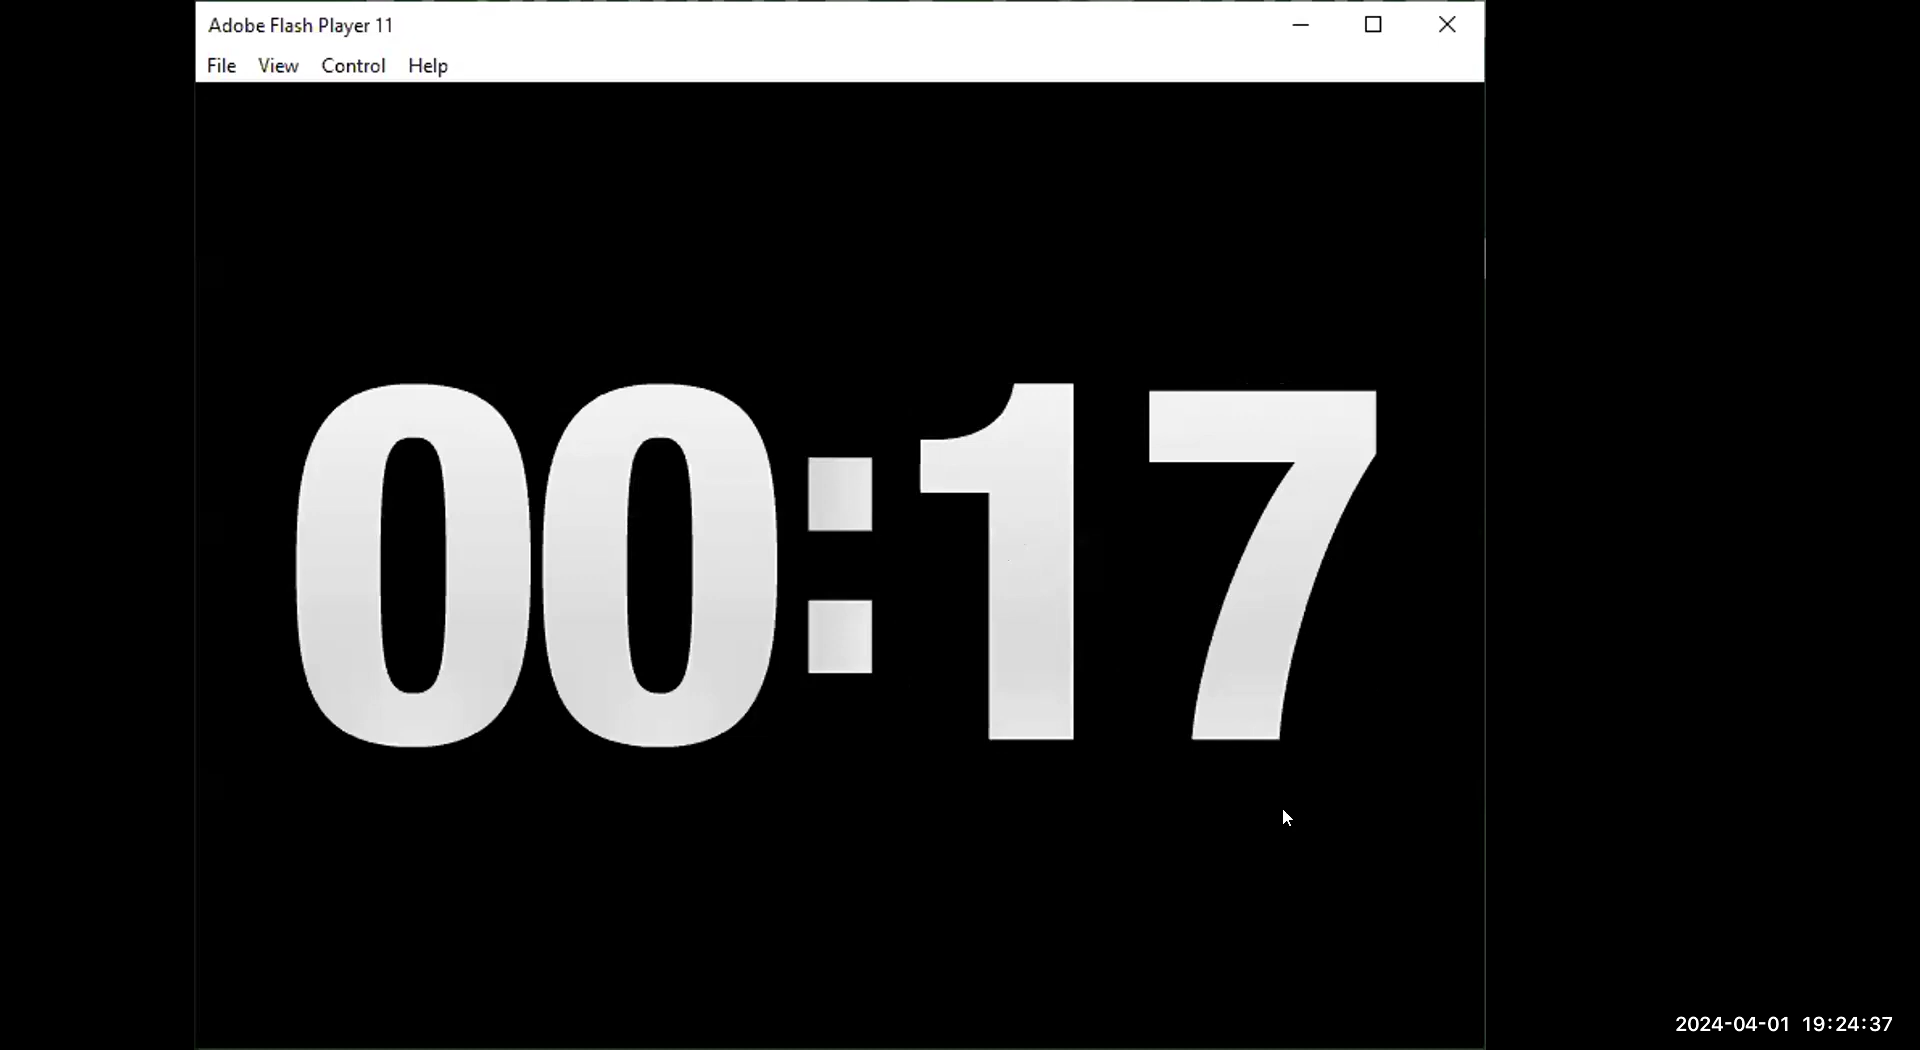 Adobe Flash Player 11
File View Control Help
00:17
2024-04-01 19:24:37